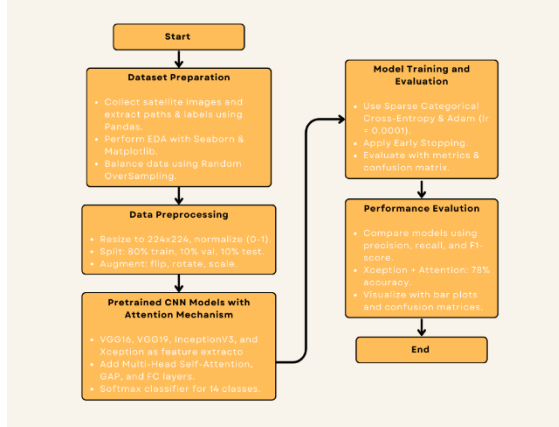 Start
Dataset Preparation
• Collect satellite images and
extract paths & labels using
Pandas.
• Perform EDA with Seaborn &
Matplotlib.
• Balance data using Random
OverSampling.
Data Preprocessing
• Resize to 224x224, normalize (0-1).
• Split: 80% train, 10% val, 10% test.
• Augment: flip, rotate, scale.
Pretrained CNN Models with
Attention Mechanism
• VGG16, VGG19, InceptionV3, and
Xception as feature extracto
• Add Multi-Head Self-Attention,
GAP, and FC layers.
• Softmax classifier for 14 classes.
Model Training and
Evaluation
• Use Sparse Categorical
Cross-Entropy & Adam (lr
= 0.0001).
• Apply Early Stopping.
• Evaluate with metrics &
confusion matrix.
Performance Evalution
• Compare models using
precision, recall, and F1-
score.
• Xception + Attention: 78%
accuracy.
• Visualize with bar plots
and confusion matrices.
End